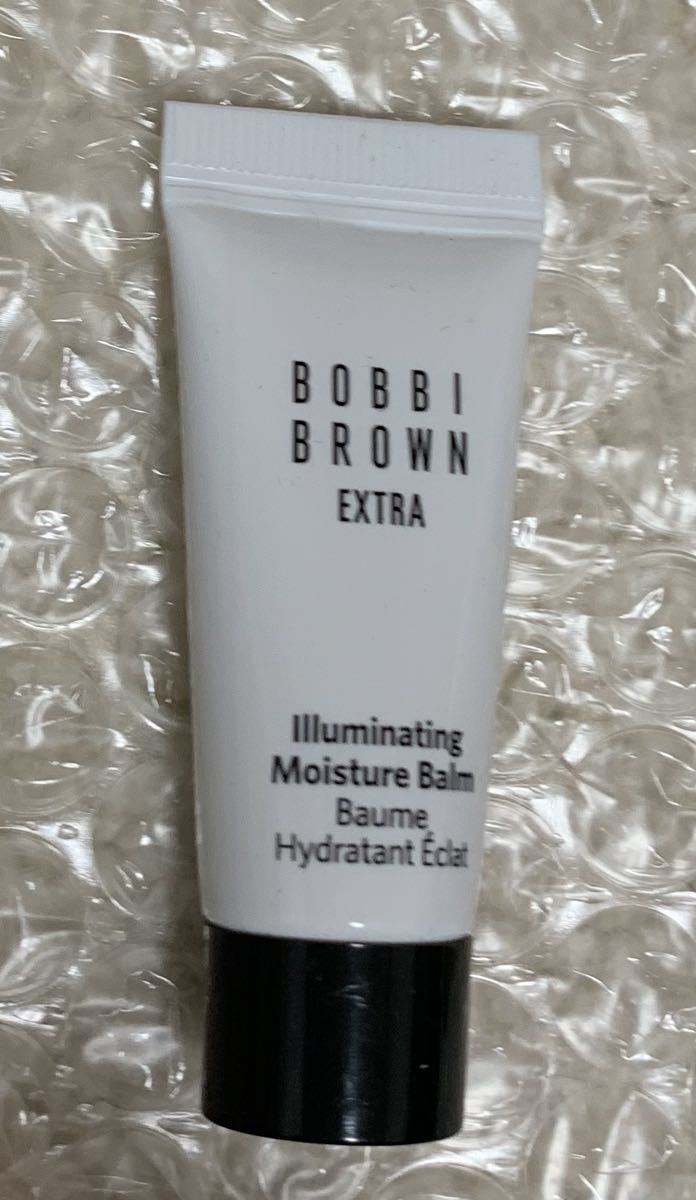 BOBBI
BROWN
EXTRA
Illuminating
Moisture Balm
Baume
Hydratant Éclat